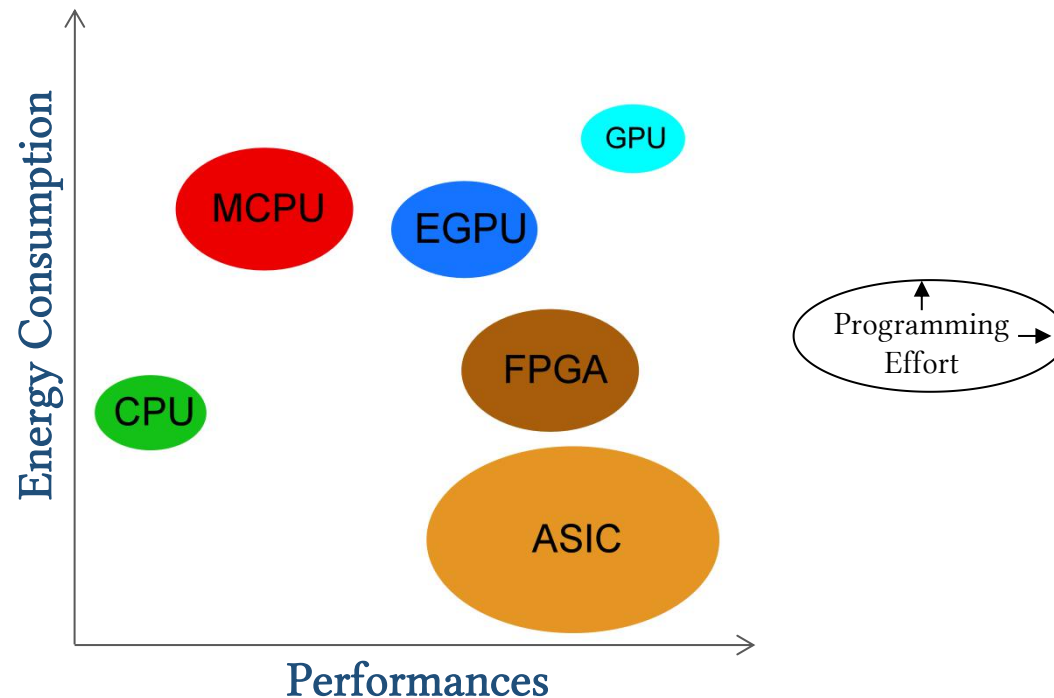 Energy Consumption
GPU
MCPU
EGPU
Programming
Effort
FPGA
CPU
ASIC
Performances